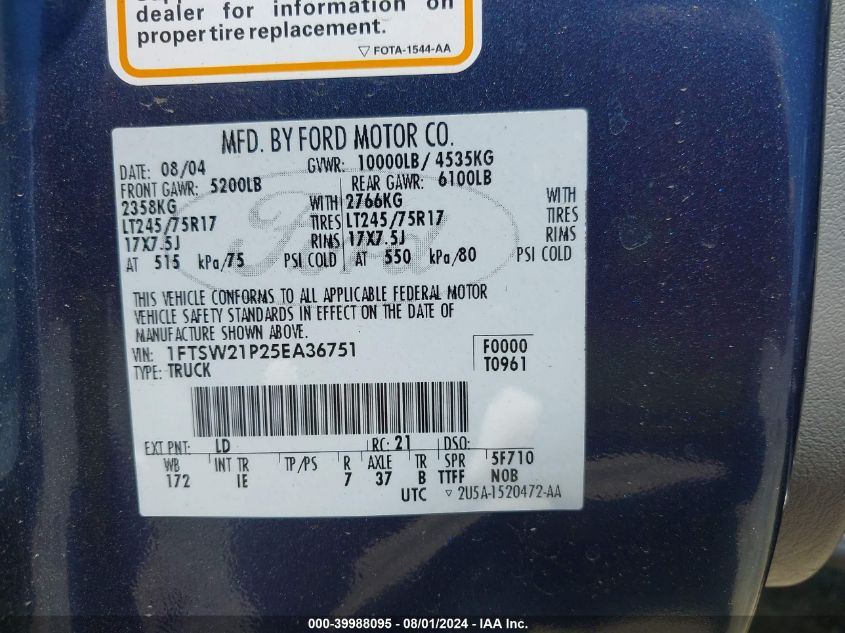 dealer for information on
proper tire replacement.
▽ FOTA-1544-AA
MFD. BY FORD MOTOR CO.
DATE: 08/04 GVWR: 10000LB/ 4535KG
FRONT GAWR: 5200LB REAR GAWR: 6100LB
2358KG WITH 2766KG WITH
LT245/75R17 TIRES LT245/75R17 TIRES
17X7.5J RIMS 17X7.5J RIMS
AT 515 kPa/75 PSI COLD AT 550 kPa/80 PSI COLD
Ford
THIS VEHICLE CONFORMS TO ALL APPLICABLE FEDERAL MOTOR
VEHICLE SAFETY STANDARDS IN EFFECT ON THE DATE OF
MANUFACTURE SHOWN ABOVE.
VIN: 1FTSW21P25EA36751 F0000
TYPE: TRUCK T0961
EXT PNT: LD RC: 21 DSO:
WB INT TR TP/PS R AXLE TR SPR 5F710
172 IE 7 37 B TTFF NOB
UTC ▽ 2U5A-1520472-AA
000-39988095 - 08/01/2024 - IAA Inc.